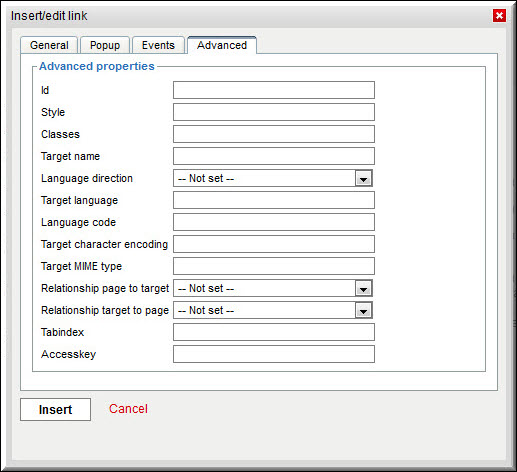 Insert/edit link
General Popup Events Advanced
Advanced properties
Id
Style
Classes
Target name
Language direction -- Not set --
Target language
Language code
Target character encoding
Target MIME type
Relationship page to target -- Not set --
Relationship target to page -- Not set --
Tabindex
Accesskey
Insert Cancel